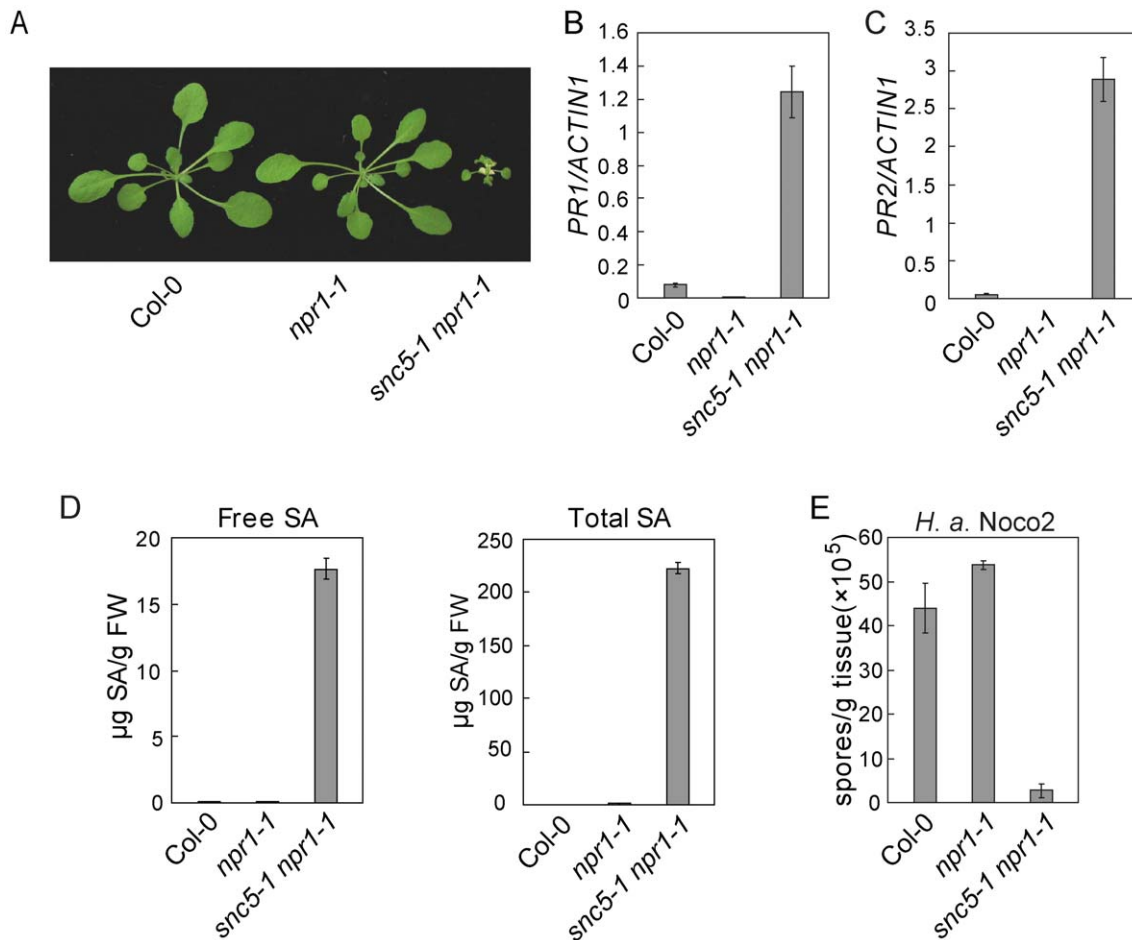 A
Col-0
npr1-1
snc5-1 npr1-1
B
PR1/ACTIN1
1.6
1.4
1.2
1
0.8
0.6
0.4
0.2
0
Col-0
npr1-1
snc5-1 npr1-1
C
PR2/ACTIN1
3.5
3
2.5
2
1.5
1
0.5
0
Col-0
npr1-1
snc5-1 npr1-1
D
Free SA
µg SA/g FW
20
15
10
5
0
Col-0
npr1-1
snc5-1 npr1-1
Total SA
µg SA/g FW
250
200
150
100
50
0
Col-0
npr1-1
snc5-1 npr1-1
E
H. a. Noco2
spores/g tissue(×10⁵)
60
50
40
30
20
10
0
Col-0
npr1-1
snc5-1 npr1-1